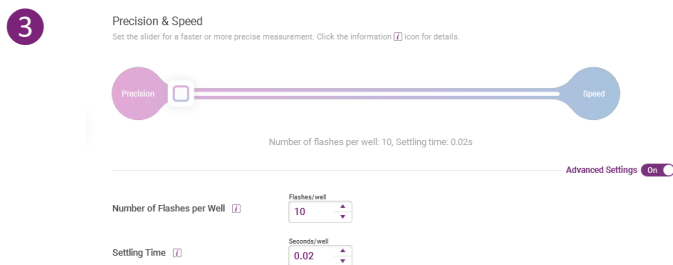 3
Precision & Speed
Set the slider for a faster or more precise measurement. Click the information i icon for details.
Precision
Speed
Number of flashes per well: 10, Settling time: 0.02s
Advanced Settings On
Flashes/well
Number of Flashes per Well i 10
Seconds/well
Settling Time i 0.02